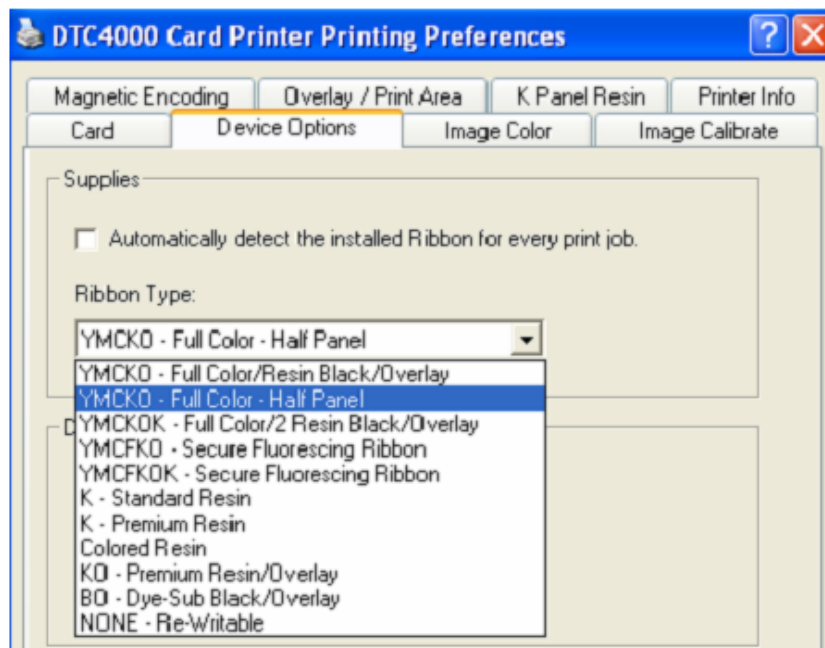 DTC4000 Card Printer Printing Preferences
Magnetic Encoding Overlay / Print Area K Panel Resin Printer Info
Card Device Options Image Color Image Calibrate
Supplies
Automatically detect the installed Ribbon for every print job.
Ribbon Type:
YMCKO - Full Color - Half Panel
YMCKO - Full Color/Resin Black/Overlay
YMCKO - Full Color - Half Panel
YMCKOK - Full Color/2 Resin Black/Overlay
YMCFKO - Secure Fluorescing Ribbon
YMCFKOK - Secure Fluorescing Ribbon
K - Standard Resin
K - Premium Resin
Colored Resin
KO - Premium Resin/Overlay
BO - Dye-Sub Black/Overlay
NONE - Re-Writable